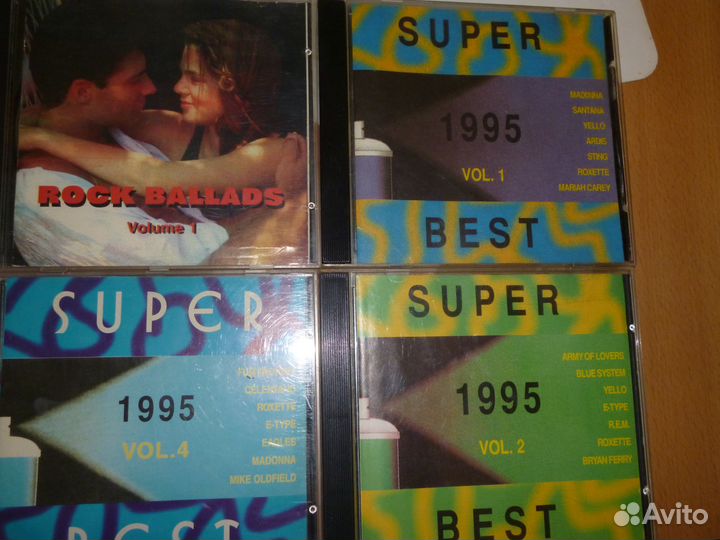 ROCK BALLADS
Volume 1
SUPER
1995
VOL. 1
MADONNA
SANTANA
YELLO
ARDIS
STING
ROXETTE
MARIAH CAREY
BEST
SUPER
1995
VOL.4
CELENTANO
ROXETTE
E-TYPE
EAGLES
MADONNA
MIKE OLDFIELD
BEST
SUPER
1995
VOL. 2
ARMY OF LOVERS
BLUE SYSTEM
YELLO
E-TYPE
R.E.M.
ROXETTE
BRYAN FERRY
BEST
Avito